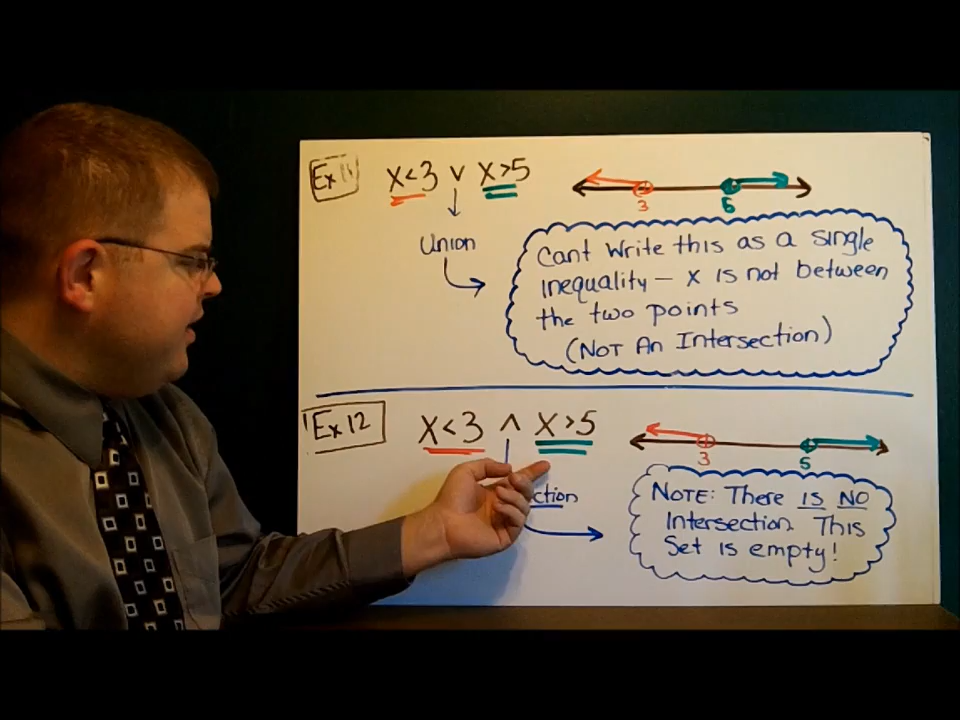 Ex 11 X<3 ∨ X>5
3 5
Union
Cant Write this as a single
inequality — X is not between
the two points
(Not An Intersection)
Ex 12 X<3 ∧ X>5
3 5
ction
NOTE: There IS NO
Intersection. This
Set is empty!